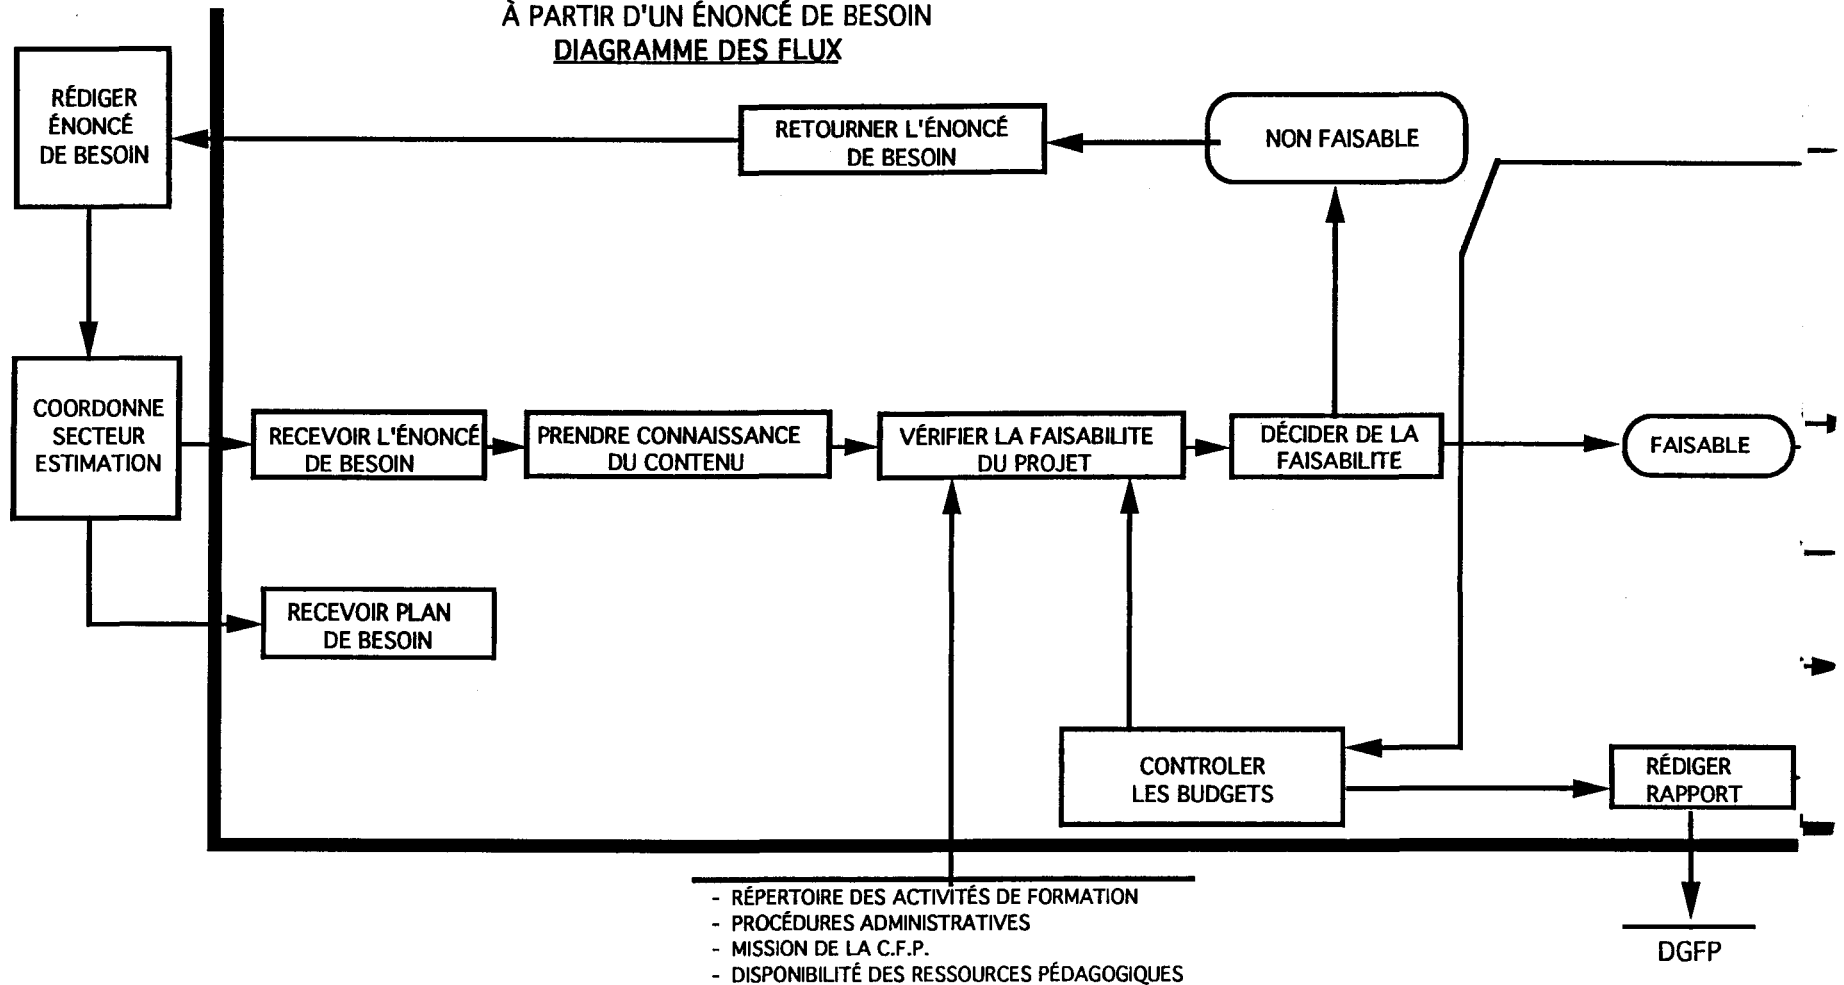 À PARTIR D'UN ÉNONCÉ DE BESOIN
DIAGRAMME DES FLUX
RÉDIGER
ÉNONCÉ
DE BESOIN
RETOURNER L'ÉNONCÉ
DE BESOIN
NON FAISABLE
COORDONNE
SECTEUR
ESTIMATION
RECEVOIR L'ÉNONCÉ
DE BESOIN
PRENDRE CONNAISSANCE
DU CONTENU
VÉRIFIER LA FAISABILITE
DU PROJET
DÉCIDER DE LA
FAISABILITE
FAISABLE
RECEVOIR PLAN
DE BESOIN
CONTROLER
LES BUDGETS
RÉDIGER
RAPPORT
- RÉPERTOIRE DES ACTIVITÉS DE FORMATION
- PROCÉDURES ADMINISTRATIVES
- MISSION DE LA C.F.P.
- DISPONIBILITÉ DES RESSOURCES PÉDAGOGIQUES
DGFP